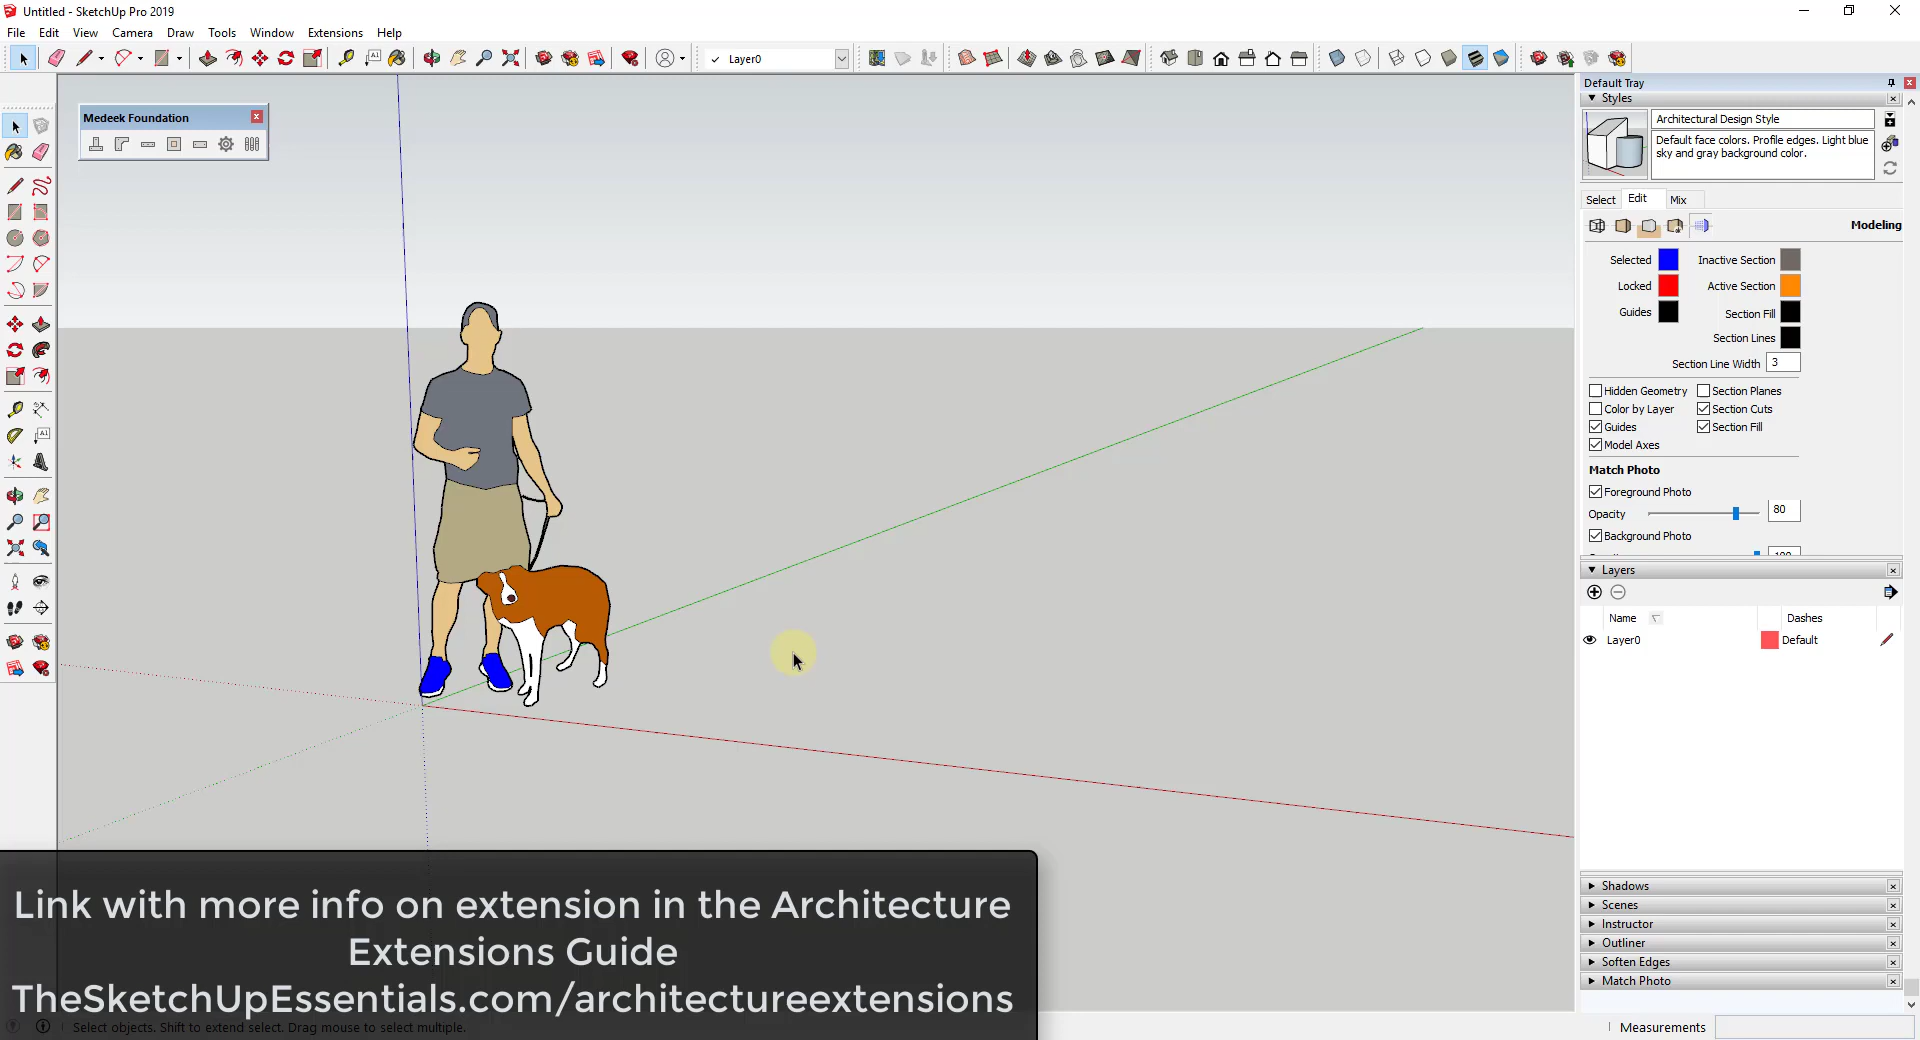 Untitled - SketchUp Pro 2019
File Edit View Camera Draw Tools Window Extensions Help
Layer0
Default Tray
Styles
Medeek Foundation
Architectural Design Style
Default face colors. Profile edges. Light blue
sky and gray background color.
Select Edit Mix
Modeling
Selected Inactive Section
Locked Active Section
Guides Section Fill
Section Lines
Section Line Width 3
Hidden Geometry Section Planes
Color by Layer Section Cuts
Guides Section Fill
Model Axes
Match Photo
Foreground Photo
Opacity 80
Background Photo
Layers
Name Dashes
Layer0 Default
Shadows
Scenes
Instructor
Outliner
Soften Edges
Match Photo
Link with more info on extension in the Architecture
Extensions Guide
TheSketchUpEssentials.com/architectureextensions
Select objects. Shift to extend select. Drag mouse to select multiple.
Measurements